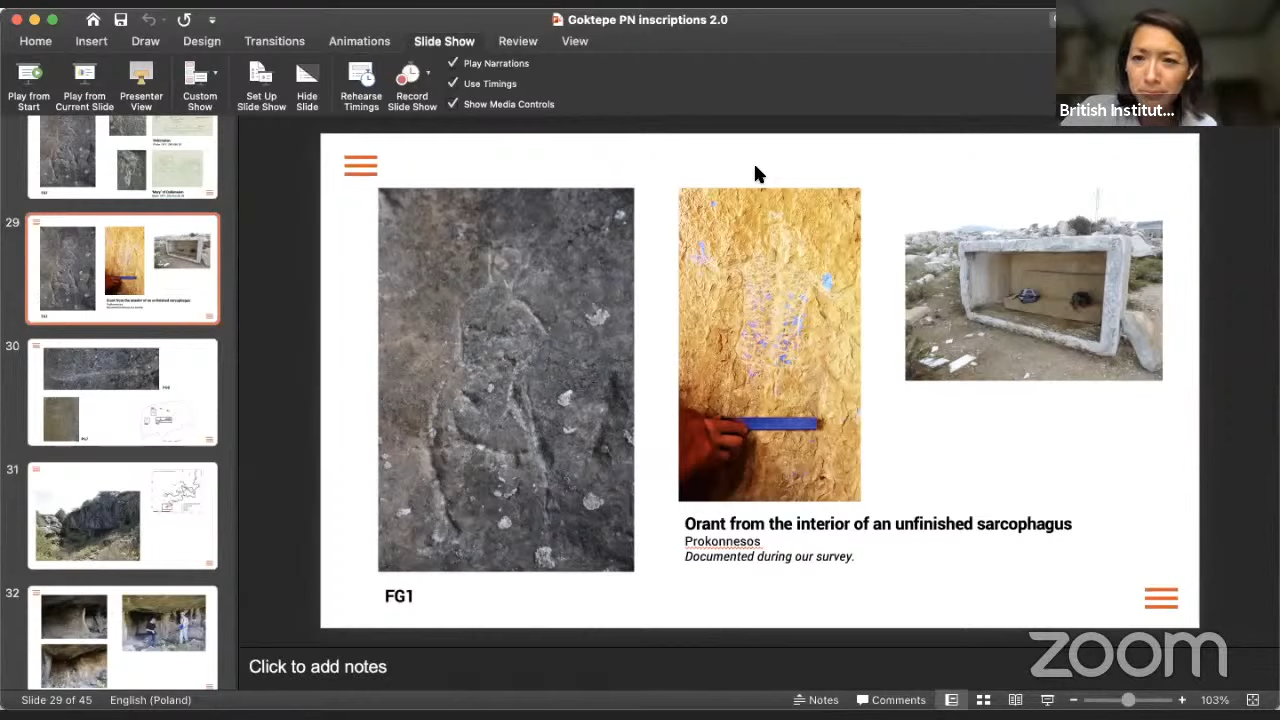 Goktepe PN inscriptions 2.0
Home Insert Draw Design Transitions Animations Slide Show Review View
Play from Start
Play from Current Slide
Presenter View
Custom Show
Set Up Slide Show
Hide Slide
Rehearse Timings
Record Slide Show
Play Narrations
Use Timings
Show Media Controls
British Institut...
29
30
31
32
Orant from the interior of an unfinished sarcophagus
Prokonnesos
Documented during our survey.
FG1
zoom
Click to add notes
Slide 29 of 45 English (Poland) Notes Comments 103%